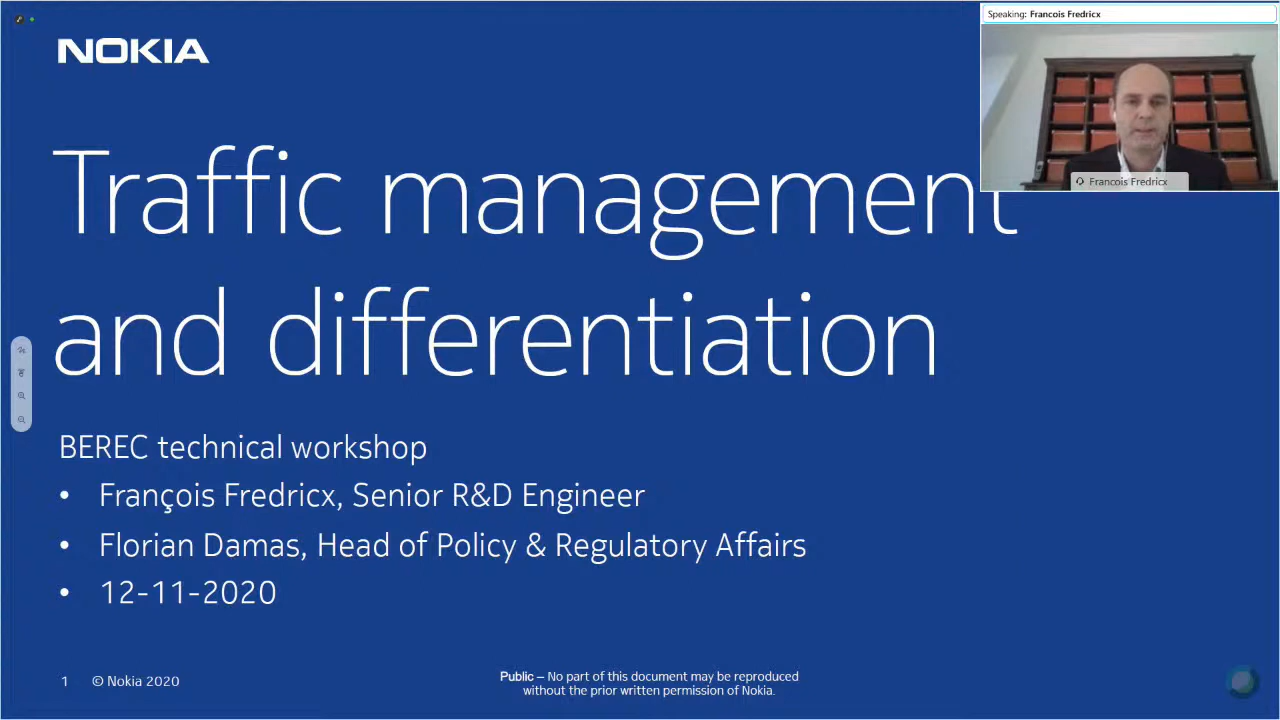 Speaking: Francois Fredricx
NOKIA
Francois Fredricx
Traffic management
and differentiation
BEREC technical workshop
• François Fredricx, Senior R&D Engineer
• Florian Damas, Head of Policy & Regulatory Affairs
• 12-11-2020
1 © Nokia 2020
Public – No part of this document may be reproduced
without the prior written permission of Nokia.